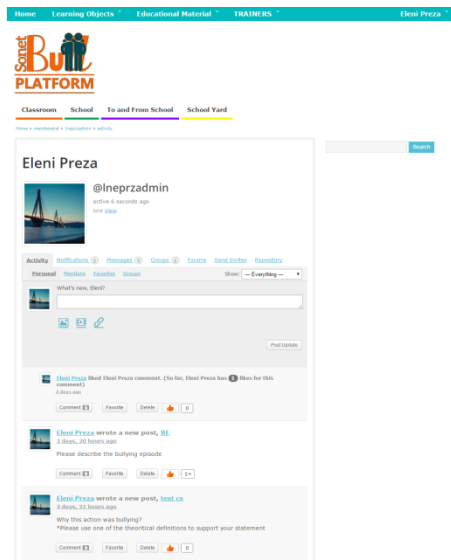 Home Learning Objects Educational Material TRAINERS Eleni Preza
Sonet
BuLL
PLATFORM
Classroom School To and From School School Yard
Home » » lneprzadmin » activity
Search
Eleni Preza
@lneprzadmin
active 6 seconds ago
test View
Activity Notifications Messages Groups Forums Send Invites Repository
Personal Mentions Favorites Groups Show: — Everything —
What's new, Eleni?
Post Update
Eleni Preza liked Eleni Preza comment. (So far, Eleni Preza has 1 likes for this
comment)
2 days ago
Comment Favorite Delete 0
Eleni Preza wrote a new post, BE
2 days, 20 hours ago
Please describe the bullying episode
Comment Favorite Delete 1+
Eleni Preza wrote a new post, test cs
2 days, 21 hours ago
Why this action was bullying?
*Please use one of the theoritical definitions to support your statement
Comment Favorite Delete 0